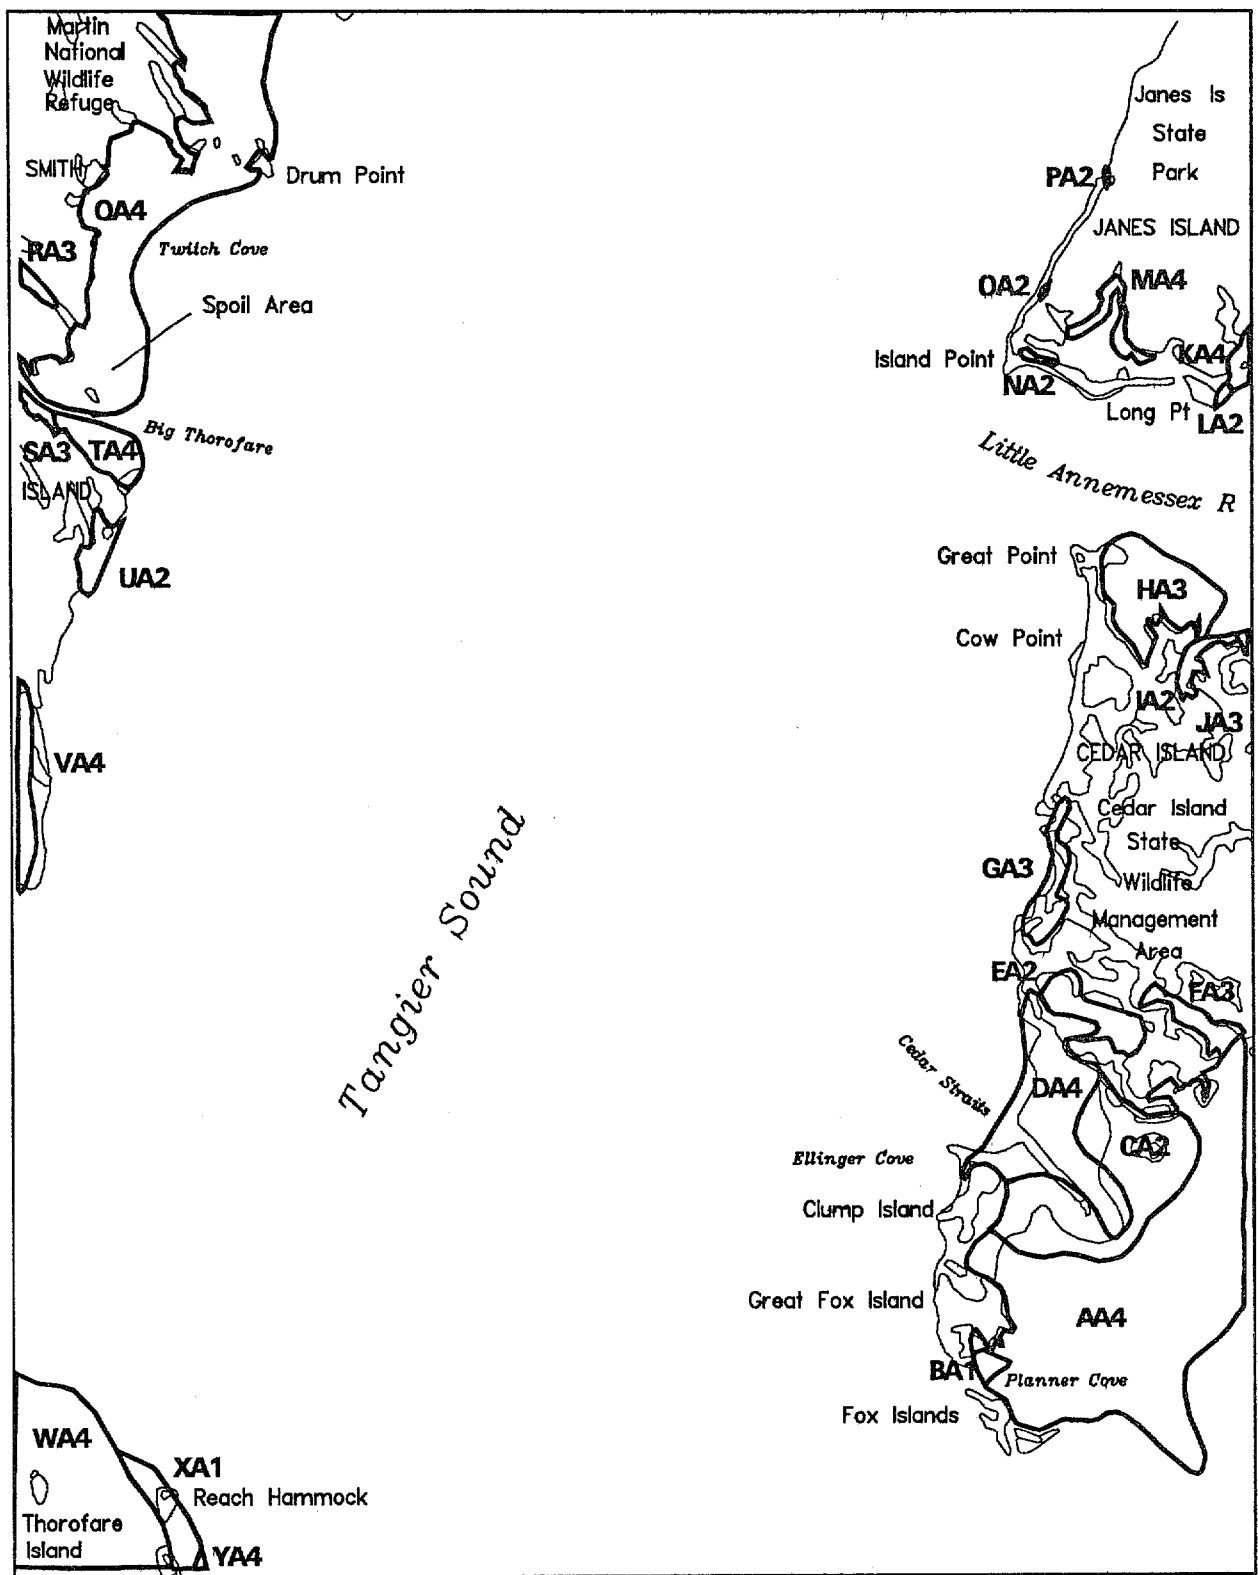 Martin
National
Wildlife
Refuge
SMITH
Drum Point
QA4
RA3
Twitch Cove
Spoil Area
Big Thorofare
SA3
TA4
ISLAND
UA2
VA4
Tangier Sound
WA4
XA1
Reach Hammock
Thorofare
Island
YA4
Janes Is
State
Park
PA2
JANES ISLAND
OA2
MA4
Island Point
KA4
NA2
Long Pt
LA2
Little Annemessex R
Great Point
HA3
Cow Point
IA2
JA3
CEDAR ISLAND
Cedar Island
State
Wildlife
Management
Area
GA3
EA2
FA3
Cedar Straits
DA4
CA2
Ellinger Cove
Clump Island
Great Fox Island
AA4
BA1
Planner Cove
Fox Islands